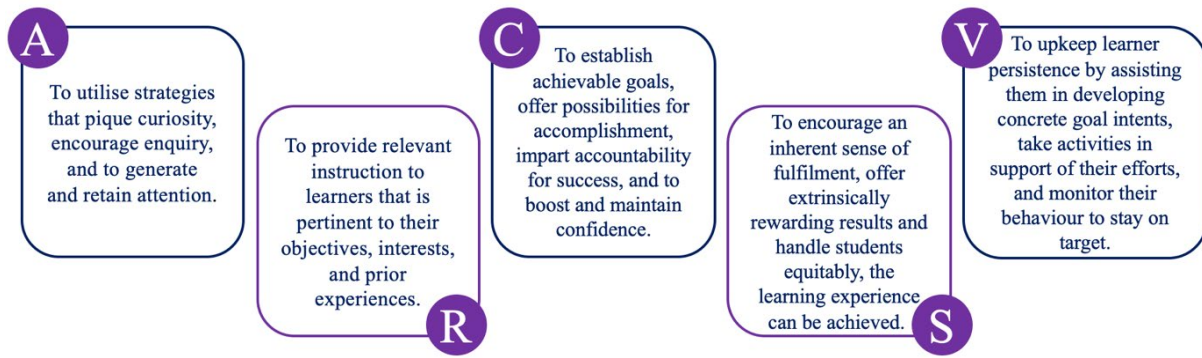 A
To utilise strategies
that pique curiosity,
encourage enquiry,
and to generate
and retain attention.
To provide relevant
instruction to
learners that is
pertinent to their
objectives, interests,
and prior
experiences.
R
C
To establish
achievable goals,
offer possibilities for
accomplishment,
impart accountability
for success, and to
boost and maintain
confidence.
To encourage an
inherent sense of
fulfilment, offer
extrinsically
rewarding results and
handle students
equitably, the
learning experience
can be achieved.
S
V
To upkeep learner
persistence by assisting
them in developing
concrete goal intents,
take activities in
support of their efforts,
and monitor their
behaviour to stay on
target.